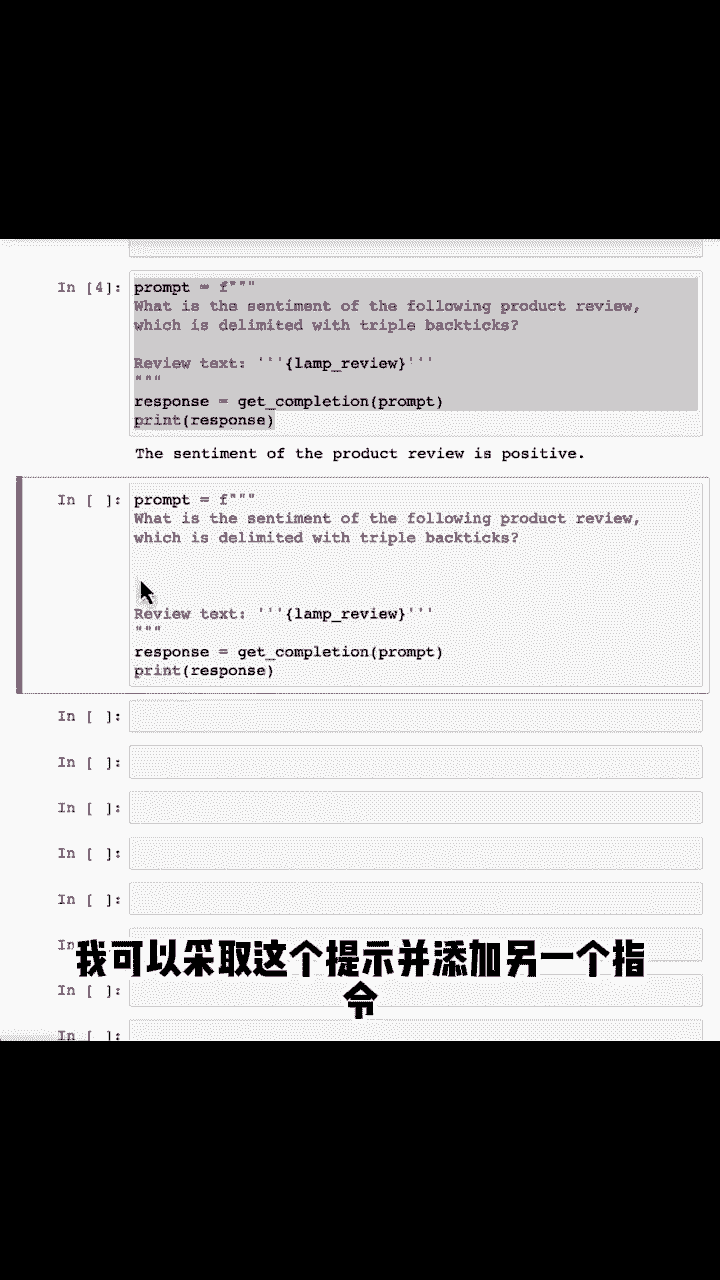 In [4]: prompt = f"""
What is the sentiment of the following product review,
which is delimited with triple backticks?
Review text: '''{lamp_review}'''
"""
response = get_completion(prompt)
print(response)
The sentiment of the product review is positive.
In [ ]: prompt = f"""
What is the sentiment of the following product review,
which is delimited with triple backticks?
Review text: '''{lamp_review}'''
"""
response = get_completion(prompt)
print(response)
In [ ]:
In [ ]:
In [ ]:
In [ ]:
In [ ]:
In
我可以采取这个提示并添加另一个指
令
In [ ]:
In [ ]: